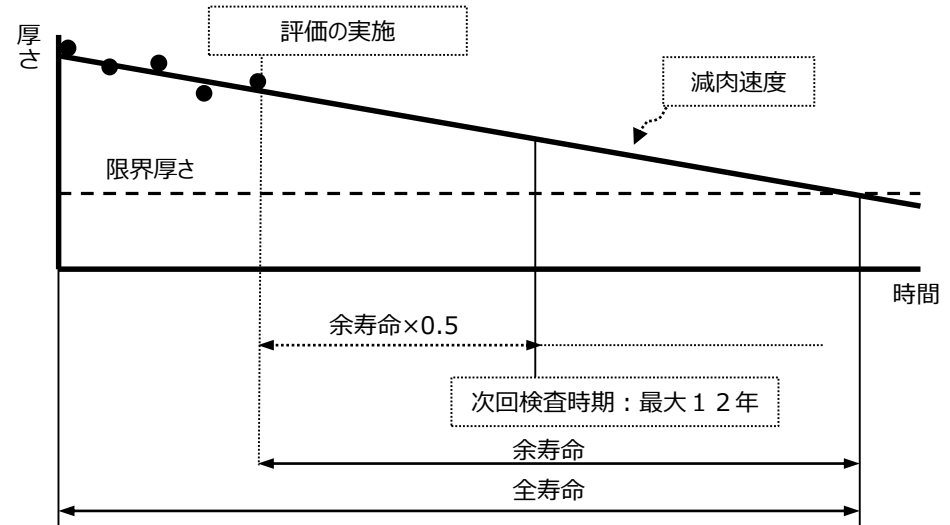 厚さ
評価の実施
減肉速度
限界厚さ
時間
余寿命×0.5
次回検査時期：最大１２年
余寿命
全寿命